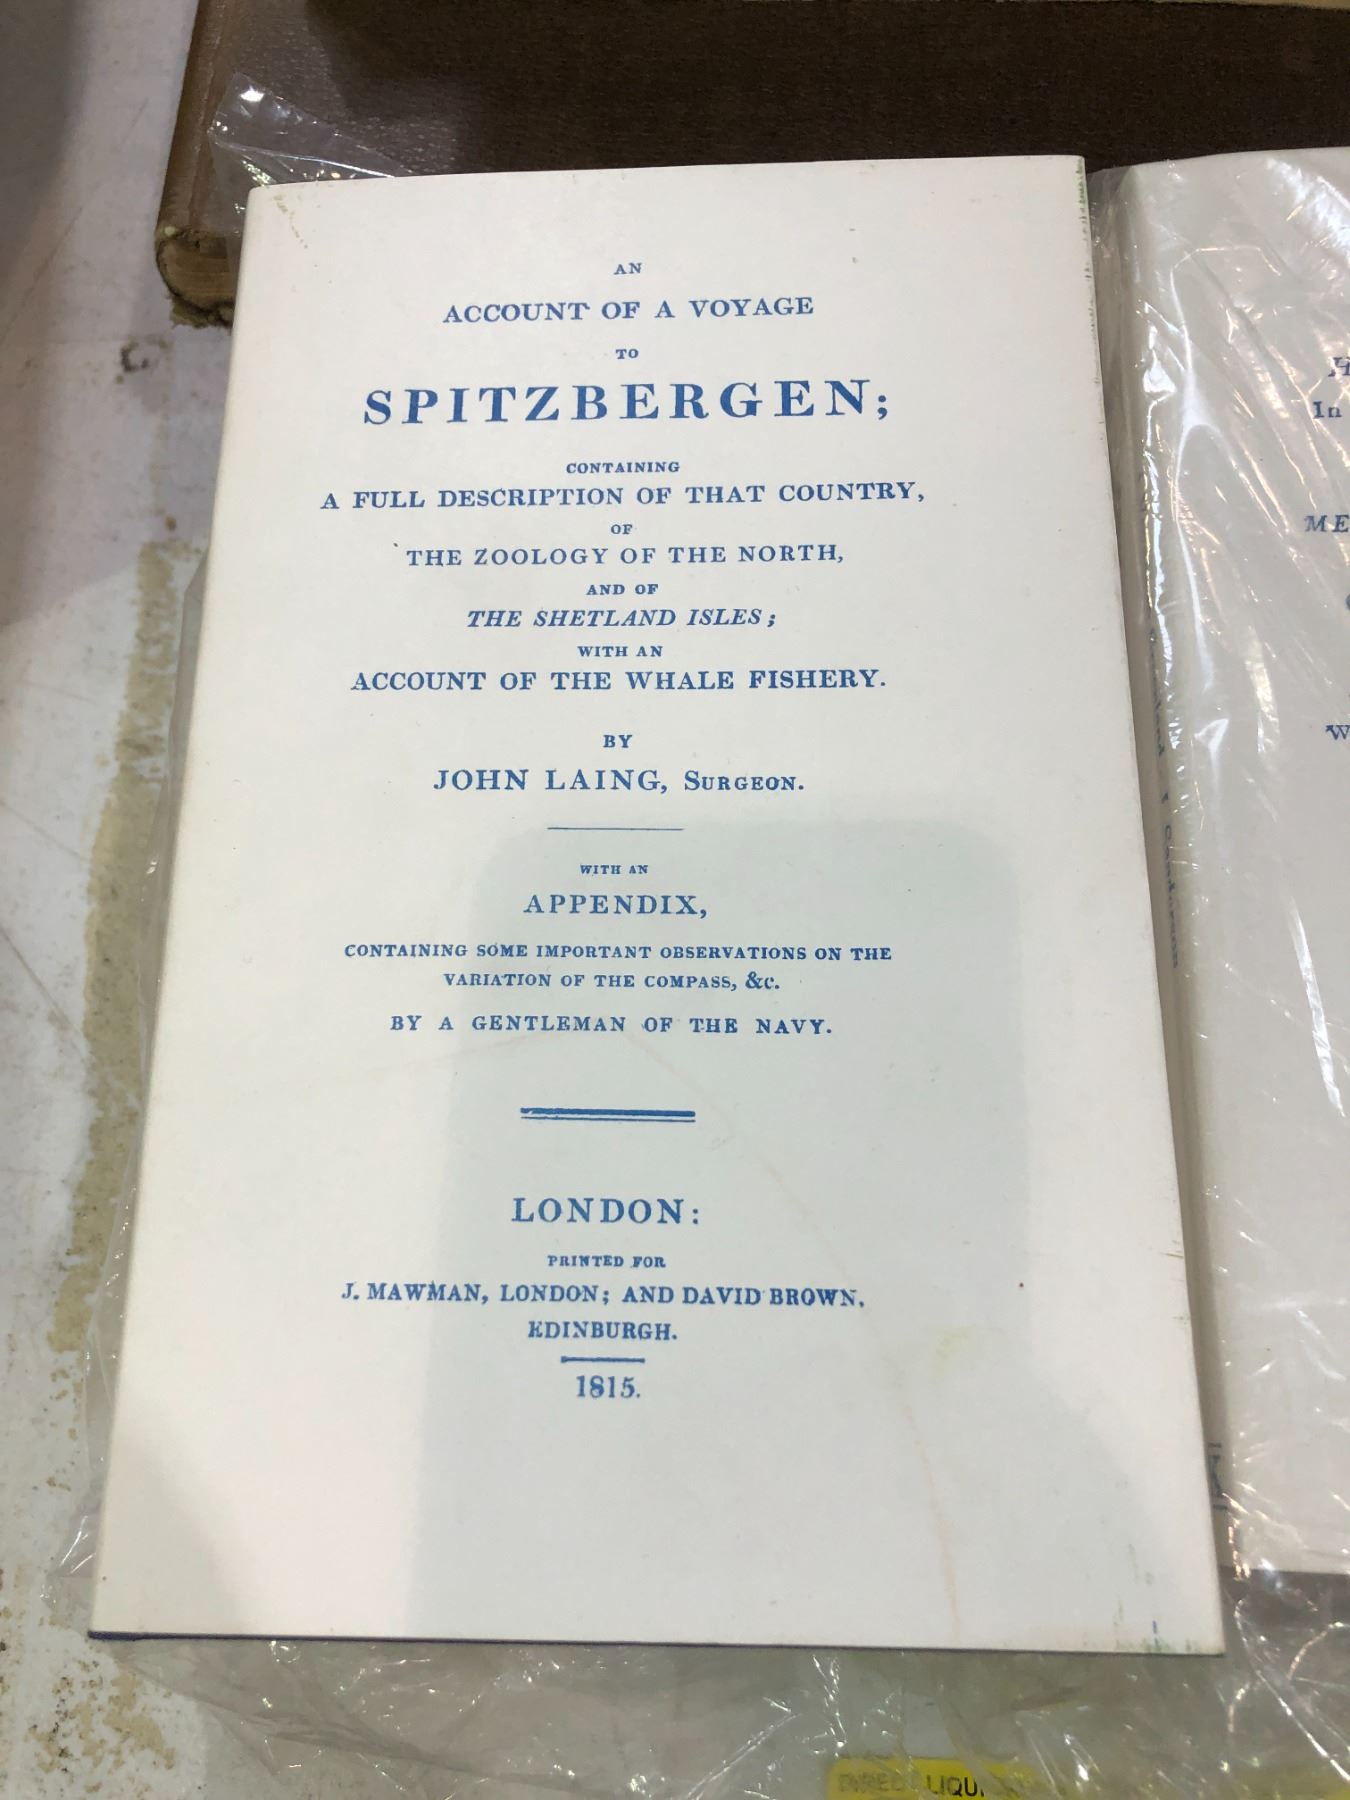 AN
ACCOUNT OF A VOYAGE
TO
SPITZBERGEN;
CONTAINING
A FULL DESCRIPTION OF THAT COUNTRY,
OF
THE ZOOLOGY OF THE NORTH,
AND OF
THE SHETLAND ISLES;
WITH AN
ACCOUNT OF THE WHALE FISHERY.
BY
JOHN LAING, SURGEON.
WITH AN
APPENDIX,
CONTAINING SOME IMPORTANT OBSERVATIONS ON THE
VARIATION OF THE COMPASS, &c.
BY A GENTLEMAN OF THE NAVY.
LONDON:
PRINTED FOR
J. MAWMAN, LONDON; AND DAVID BROWN,
EDINBURGH.
1815.
In
ME
W
LIQU